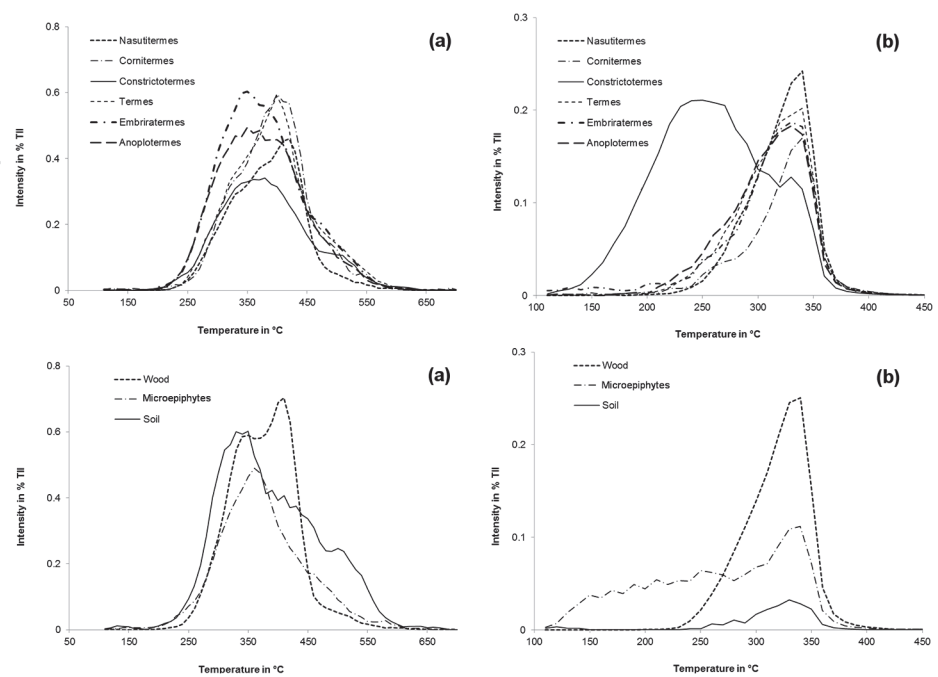 (a)
Nasutitermes
Cornitermes
Constrictotermes
Termes
Embriratermes
Anoplotermes
Intensity in % TII
0.8
0.6
0.4
0.2
0
50 150 250 350 450 550 650
Temperature in °C
(b)
Nasutitermes
Cornitermes
Constrictotermes
Termes
Embriratermes
Anoplotermes
Intensity in % TII
0.3
0.2
0.1
0
100 150 200 250 300 350 400 450
Temperature in °C
(a)
Wood
Microepiphytes
Soil
Intensity in % TII
0.8
0.6
0.4
0.2
0
50 150 250 350 450 550 650
Temperature in °C
(b)
Wood
Microepiphytes
Soil
Intensity in % TII
0.3
0.2
0.1
0
100 150 200 250 300 350 400 450
Temperature in °C